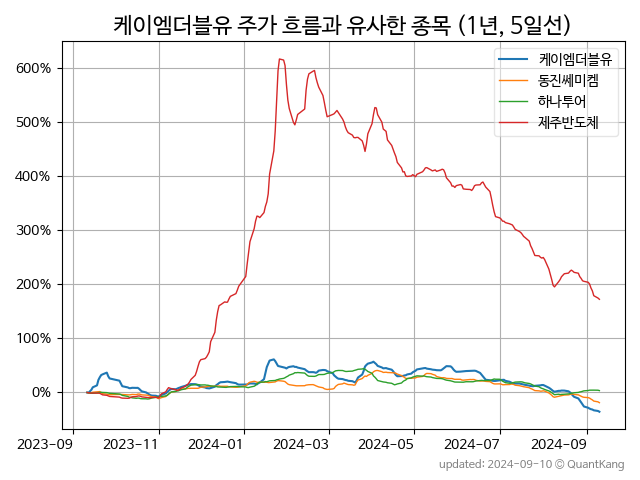 케이엠더블유 주가 흐름과 유사한 종목 (1년, 5일선)
케이엠더블유
동진쎄미켐
하나투어
제주반도체
600%
500%
400%
300%
200%
100%
0%
2023-09 2023-11 2024-01 2024-03 2024-05 2024-07 2024-09
updated: 2024-09-10 © QuantKang